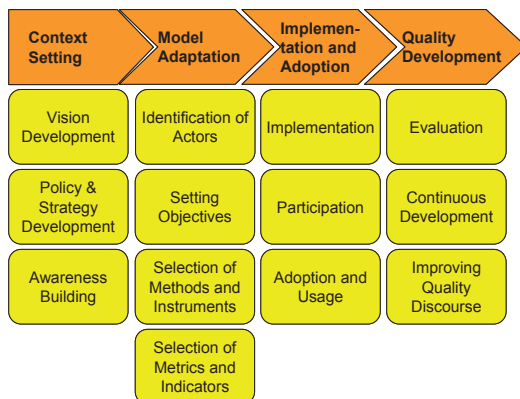 Context
Setting
Model
Adaptation
Implemen-
tation and
Adoption
Quality
Development
Vision
Development
Policy &
Strategy
Development
Awareness
Building
Identification of
Actors
Setting
Objectives
Selection of
Methods and
Instruments
Selection of
Metrics and
Indicators
Implementation
Participation
Adoption and
Usage
Evaluation
Continuous
Development
Improving
Quality
Discourse